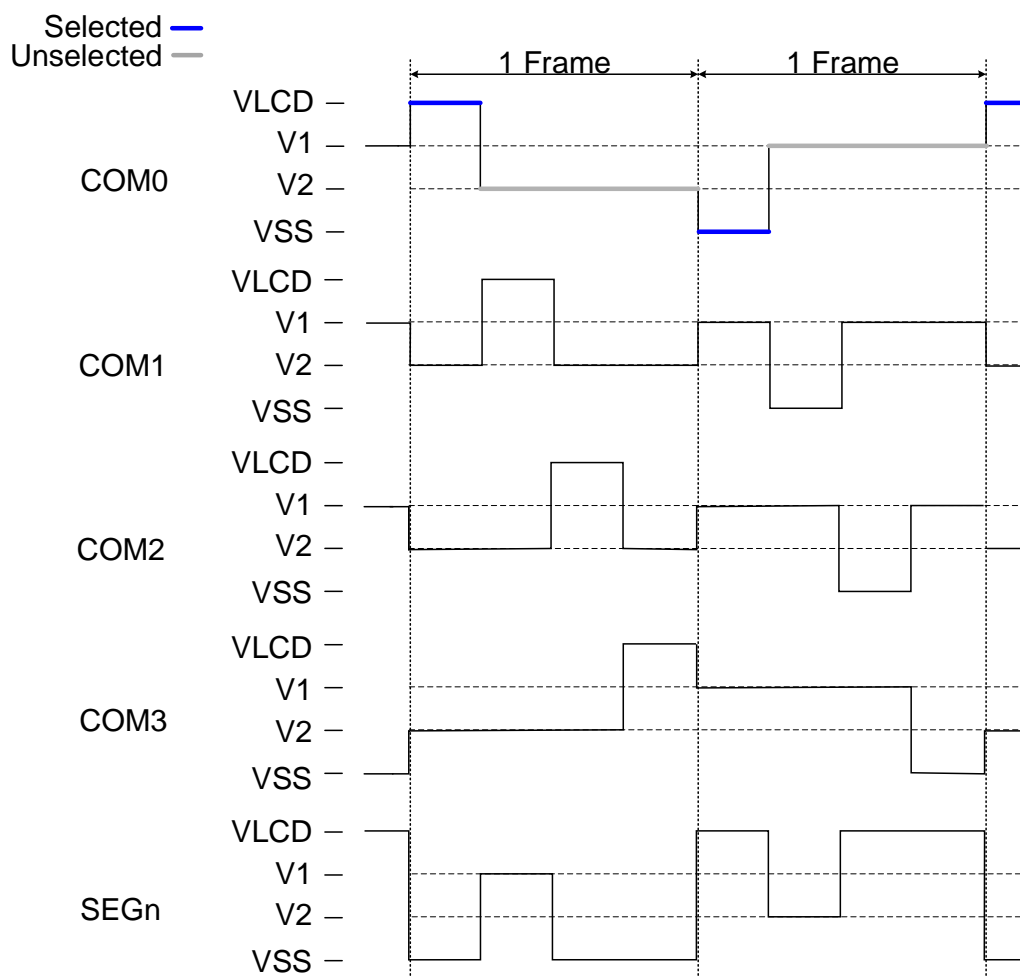 Selected
Unselected
1 Frame 1 Frame
VLCD
V1
COM0
V2
VSS
VLCD
V1
COM1
V2
VSS
VLCD
V1
COM2
V2
VSS
VLCD
V1
COM3
V2
VSS
VLCD
V1
SEGn
V2
VSS